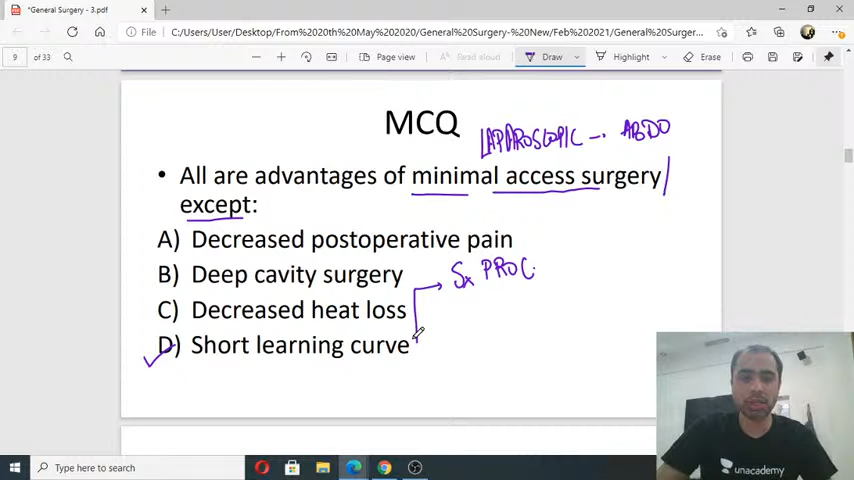 *General Surgery - 3.pdf
File
C:/Users/User/Desktop/From%2020th%20May%202020/General%20Surgery-%20New/Feb%202021/General%20Surger...
9 of 33
Page view
Read aloud
Draw
Highlight
Erase
MCQ
LAPAROSCOPIC → ABDO
All are advantages of minimal access surgery/
except:
A) Decreased postoperative pain
B) Deep cavity surgery
Sx PROC.
C) Decreased heat loss
D) Short learning curve
unacademy
Type here to search